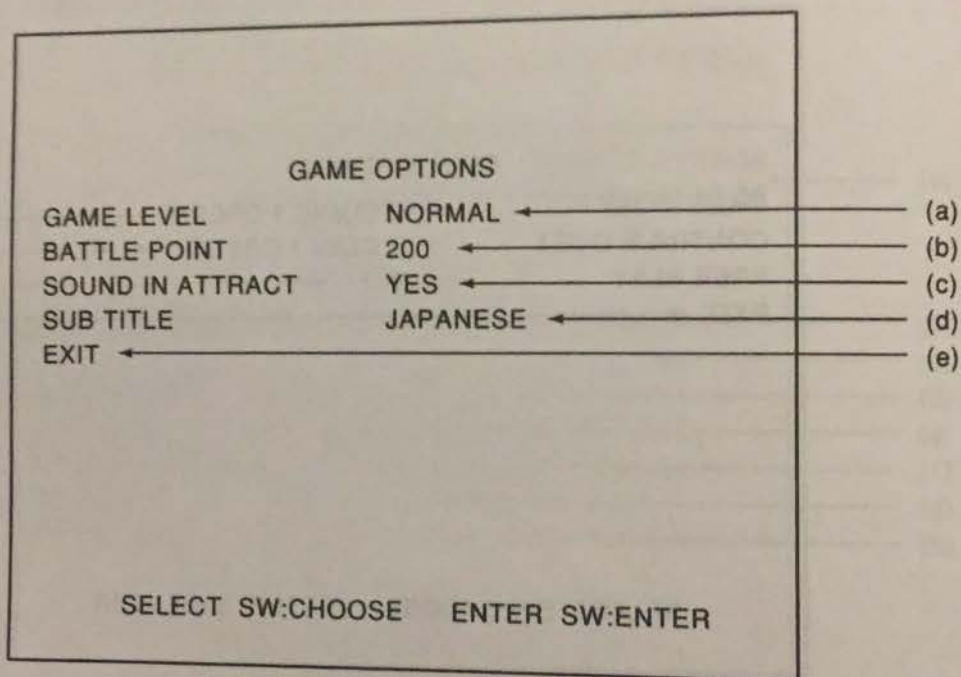 GAME OPTIONS
GAME LEVEL NORMAL (a)
BATTLE POINT 200 (b)
SOUND IN ATTRACT YES (c)
SUB TITLE JAPANESE (d)
EXIT (e)
SELECT SW:CHOOSE ENTER SW:ENTER